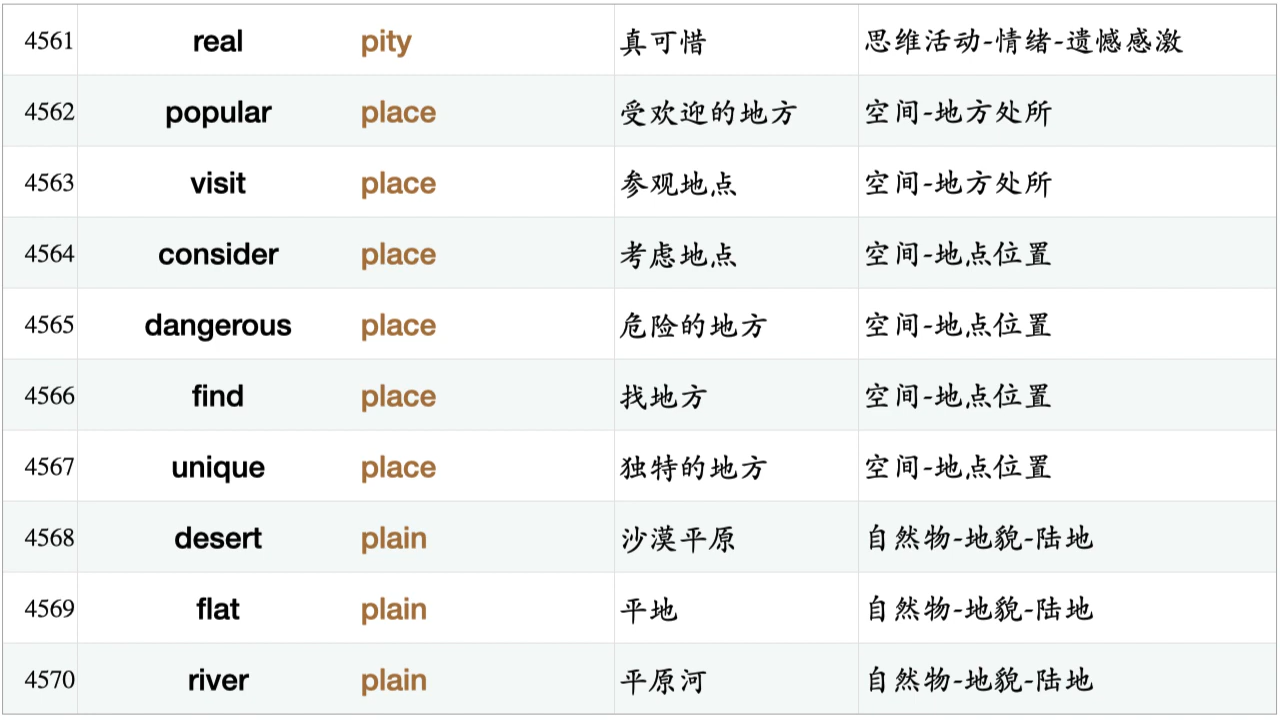 4561 real pity 真可惜 思维活动-情绪-遗憾感激
4562 popular place 受欢迎的地方 空间-地方处所
4563 visit place 参观地点 空间-地方处所
4564 consider place 考虑地点 空间-地点位置
4565 dangerous place 危险的地方 空间-地点位置
4566 find place 找地方 空间-地点位置
4567 unique place 独特的地方 空间-地点位置
4568 desert plain 沙漠平原 自然物-地貌-陆地
4569 flat plain 平地 自然物-地貌-陆地
4570 river plain 平原河 自然物-地貌-陆地